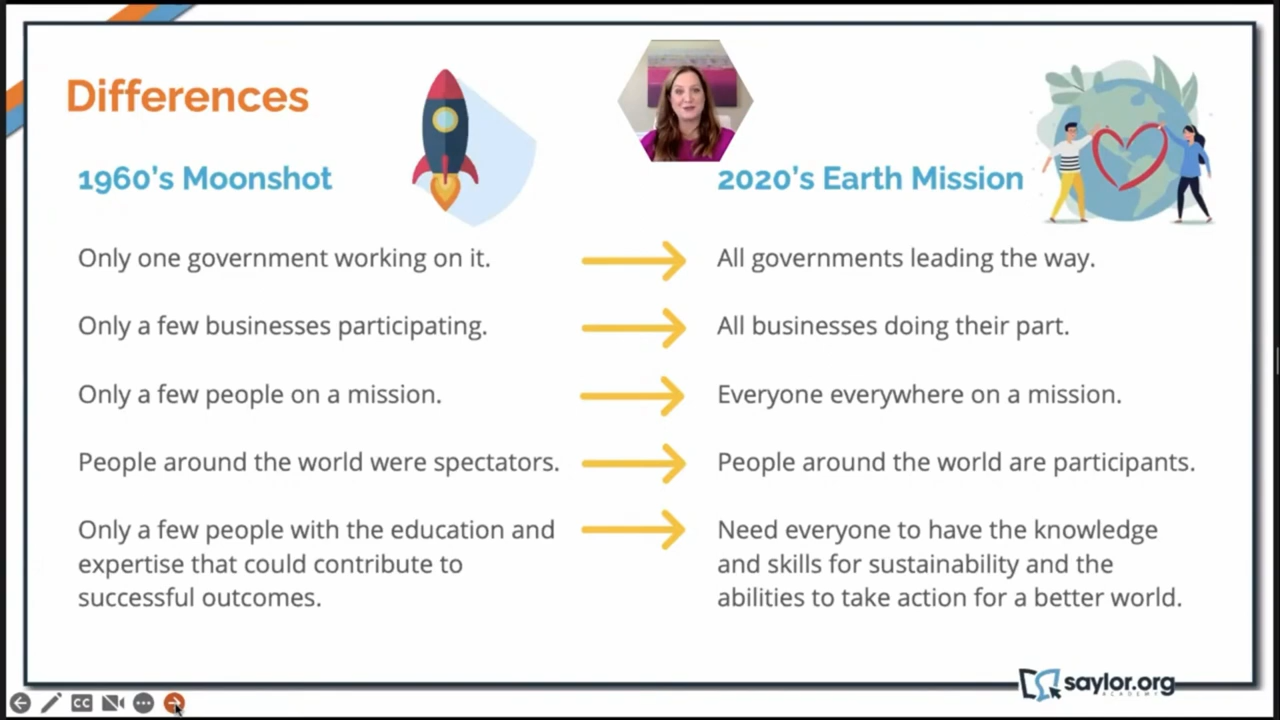 Differences
1960's Moonshot
2020's Earth Mission
Only one government working on it.
All governments leading the way.
Only a few businesses participating.
All businesses doing their part.
Only a few people on a mission.
Everyone everywhere on a mission.
People around the world were spectators.
People around the world are participants.
Only a few people with the education and
expertise that could contribute to
successful outcomes.
Need everyone to have the knowledge
and skills for sustainability and the
abilities to take action for a better world.
saylor.org
ACADEMY
CC